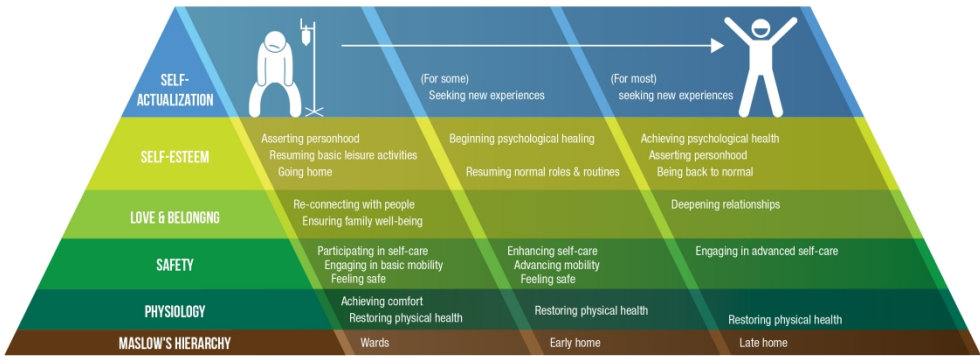 SELF-
ACTUALIZATION
(For some)
Seeking new experiences
(For most)
seeking new experiences
SELF-ESTEEM
Asserting personhood
Resuming basic leisure activities
Going home
Beginning psychological healing
Resuming normal roles & routines
Achieving psychological health
Asserting personhood
Being back to normal
LOVE & BELONGNG
Re-connecting with people
Ensuring family well-being
Deepening relationships
SAFETY
Participating in self-care
Engaging in basic mobility
Feeling safe
Enhancing self-care
Advancing mobility
Feeling safe
Engaging in advanced self-care
PHYSIOLOGY
Achieving comfort
Restoring physical health
Restoring physical health
Restoring physical health
MASLOW'S HIERARCHY
Wards
Early home
Late home